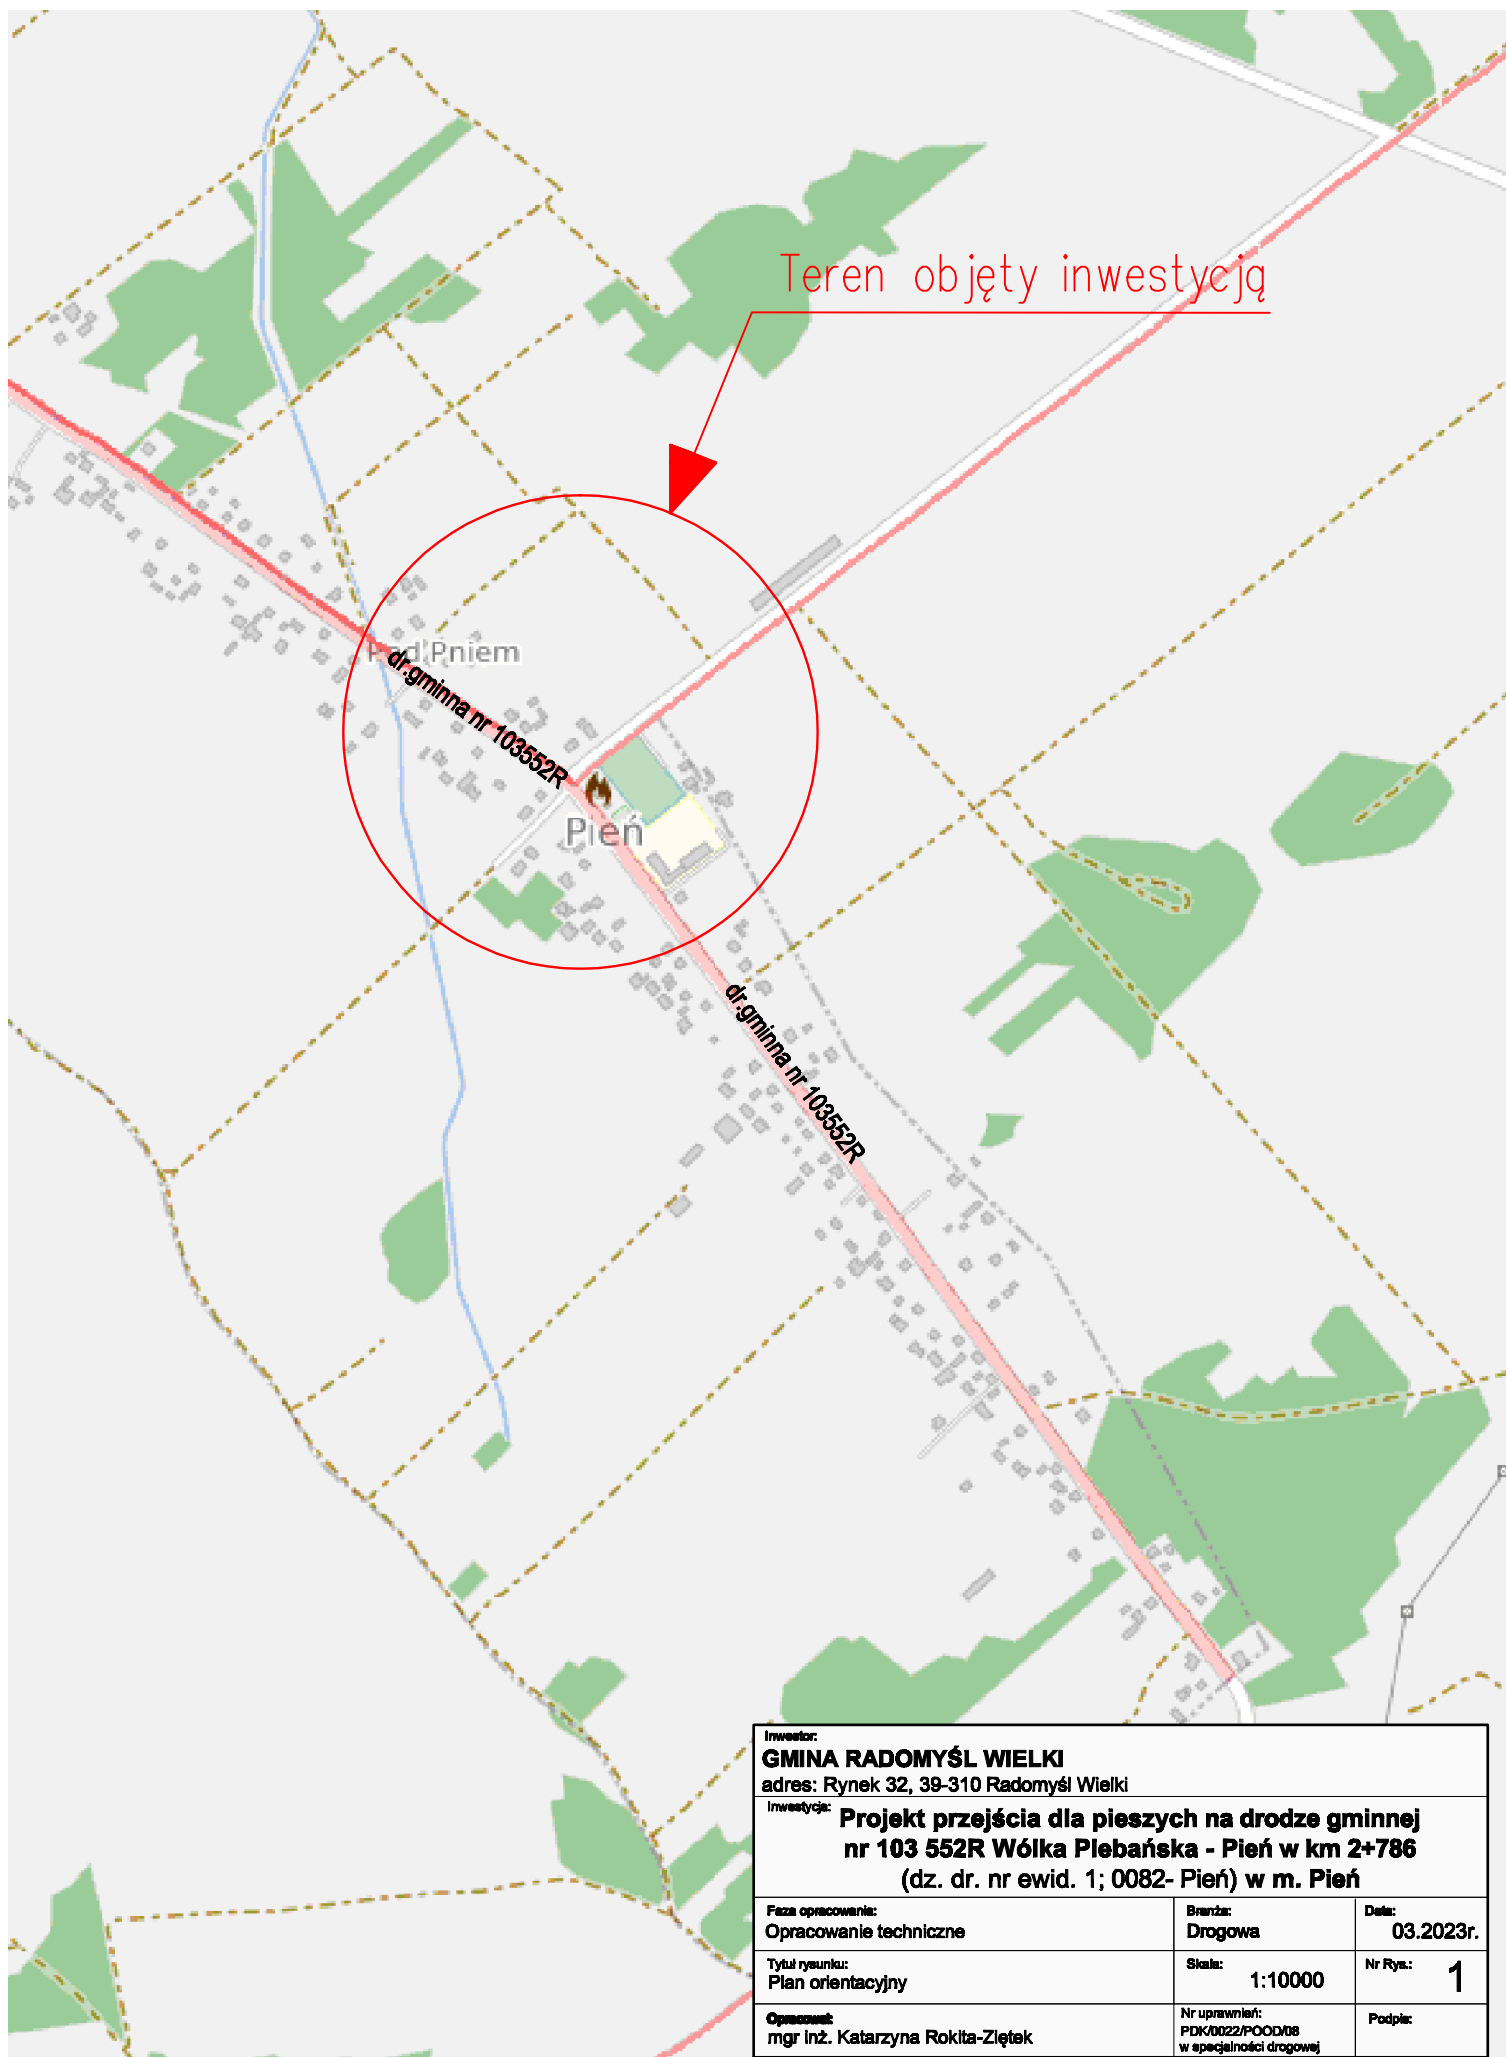 Teren objęty inwestycją
Pod Pniem
dr.gminna nr 103552R
Pień
dr.gminna nr 103552R
Inwestor:
GMINA RADOMYŚL WIELKI
adres: Rynek 32, 39-310 Radomyśl Wielki
Inwestycja: Projekt przejścia dla pieszych na drodze gminnej
nr 103 552R Wólka Plebańska - Pień w km 2+786
(dz. dr. nr ewid. 1; 0082- Pień) w m. Pień
Faza opracowania:
Opracowanie techniczne
Branża:
Drogowa
Data:
03.2023r.
Tytuł rysunku:
Plan orientacyjny
Skala:
1:10000
Nr Rys.: 1
Opracował:
mgr inż. Katarzyna Rokita-Ziętek
Nr uprawnień:
PDK/0022/POOD/08
w specjalności drogowej
Podpis: